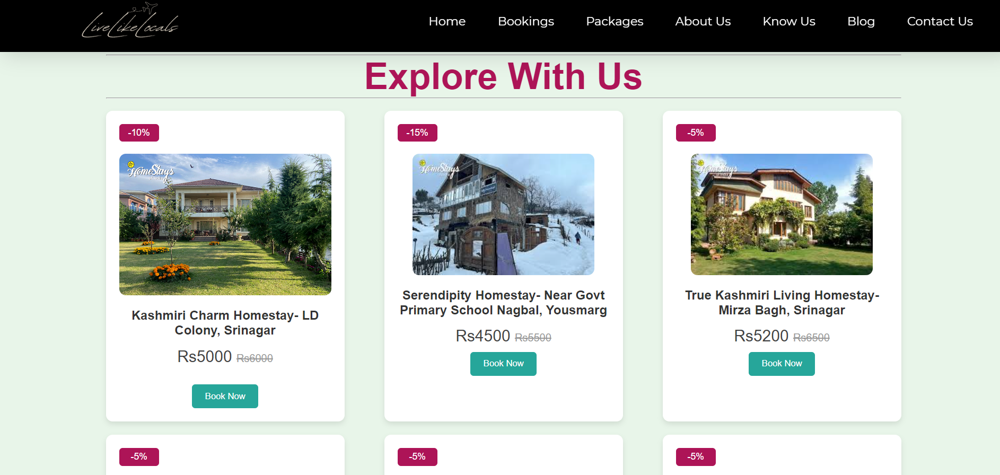 LiveLikeLocals
Home Bookings Packages About Us Know Us Blog Contact Us
Explore With Us
-10%
HomeStays
Kashmiri Charm Homestay- LD
Colony, Srinagar
Rs5000 Rs6000
Book Now
-15%
HomeStays
Serendipity Homestay- Near Govt
Primary School Nagbal, Yousmarg
Rs4500 Rs5500
Book Now
-5%
HomeStays
True Kashmiri Living Homestay-
Mirza Bagh, Srinagar
Rs5200 Rs6500
Book Now
-5%
-5%
-5%